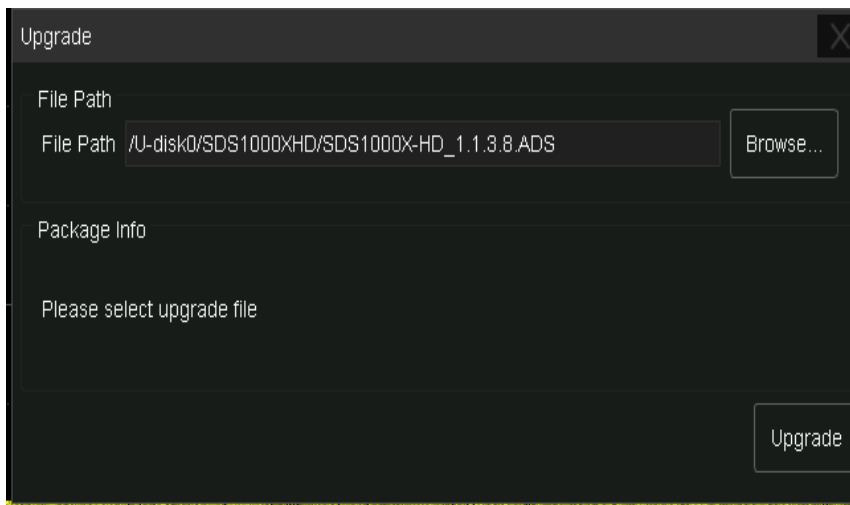 Upgrade X
File Path
File Path /U-disk0/SDS1000XHD/SDS1000X-HD_1.1.3.8.ADS Browse...
Package Info
Please select upgrade file
Upgrade